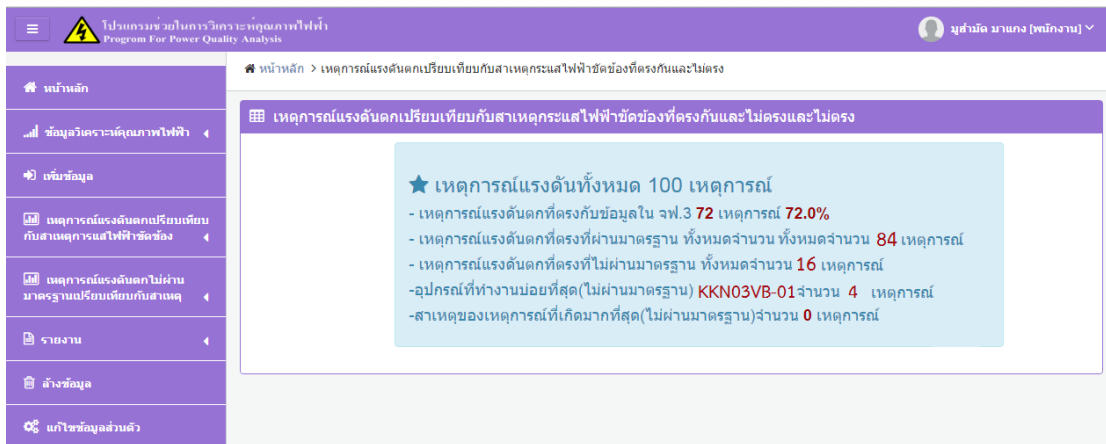 โปรแกรมช่วยในการวิเคราะห์คุณภาพไฟฟ้า
Progrom For Power Quality Analysis
มูฮำมัด มาแกง [พนักงาน]
หน้าหลัก
ข้อมูลวิเคราะห์คุณภาพไฟฟ้า
เพิ่มข้อมูล
เหตุการณ์แรงดันตกเปรียบเทียบ
กับสาเหตุการแสไฟฟ้าขัดข้อง
เหตุการณ์แรงดันตกไม่ผ่าน
มาตรฐานเปรียบเทียบกับสาเหตุ
รายงาน
ล้างข้อมูล
แก้ไขข้อมูลส่วนตัว
หน้าหลัก > เหตุการณ์แรงดันตกเปรียบเทียบกับสาเหตุกระแสไฟฟ้าขัดข้องที่ตรงกันและไม่ตรง
เหตุการณ์แรงดันตกเปรียบเทียบกับสาเหตุกระแสไฟฟ้าขัดข้องที่ตรงกันและไม่ตรงและไม่ตรง
เหตุการณ์แรงดันทั้งหมด 100 เหตุการณ์
- เหตุการณ์แรงดันตกที่ตรงกับข้อมูลใน จฟ.3 72 เหตุการณ์ 72.0%
- เหตุการณ์แรงดันตกที่ตรงที่ผ่านมาตรฐาน ทั้งหมดจำนวน ทั้งหมดจำนวน 84 เหตุการณ์
- เหตุการณ์แรงดันตกที่ตรงที่ไม่ผ่านมาตรฐาน ทั้งหมดจำนวน 16 เหตุการณ์
-อุปกรณ์ที่ทำงานบ่อยที่สุด(ไม่ผ่านมาตรฐาน) KKN03VB-01จำนวน 4 เหตุการณ์
-สาเหตุของเหตุการณ์ที่เกิดมากที่สุด(ไม่ผ่านมาตรฐาน)จำนวน 0 เหตุการณ์